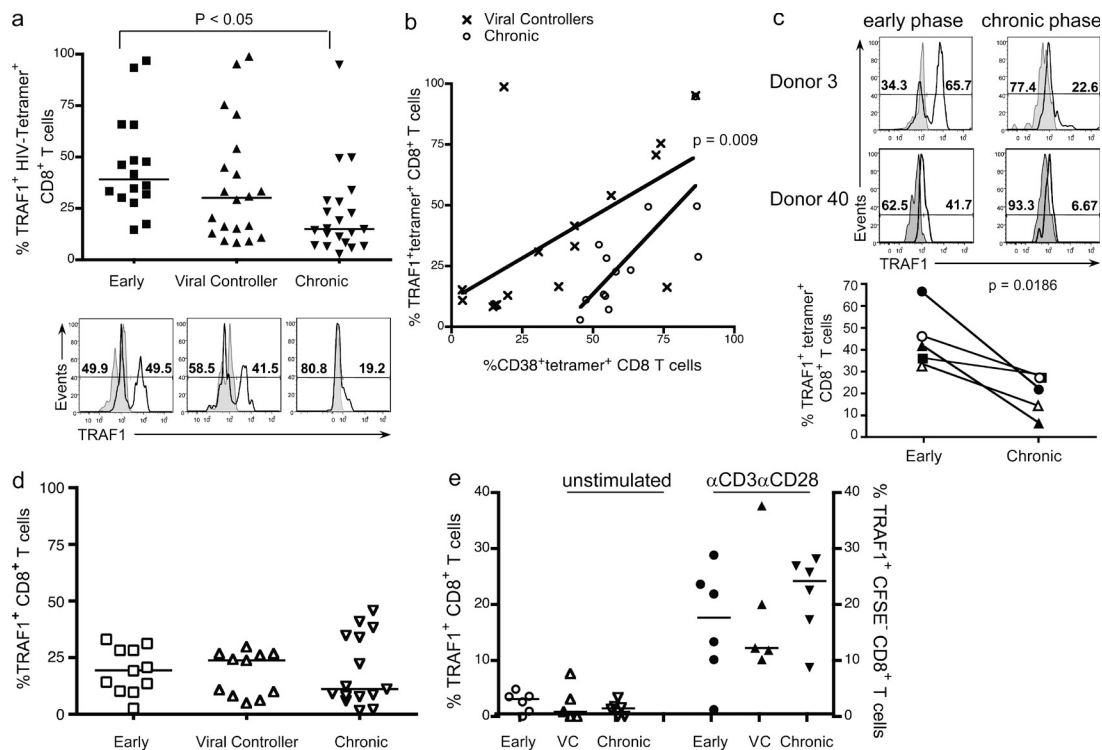 a
P < 0.05
% TRAF1⁺ HIV-Tetramer⁺
CD8⁺ T cells
100
75
50
25
0
Early Viral Controller Chronic
Events
100
80
60
40
20
0
49.9 49.5
58.5 41.5
80.8 19.2
TRAF1
b
Viral Controllers
Chronic
% TRAF1⁺tetramer⁺ CD8⁺ T cells
100
75
50
25
0
p = 0.009
0 25 50 75 100
%CD38⁺tetramer⁺ CD8 T cells
c
early phase chronic phase
Donor 3
34.3 65.7
77.4 22.6
Donor 40
62.5 41.7
93.3 6.67
Events
TRAF1
p = 0.0186
% TRAF1⁺ tetramer⁺
CD8⁺ T cells
70
60
50
40
30
20
10
0
Early Chronic
d
%TRAF1⁺ CD8⁺ T cells
100
75
50
25
0
Early Viral Controller Chronic
e
unstimulated αCD3αCD28
% TRAF1⁺ CD8⁺ T cells
40
30
20
10
0
40
30
20
10
0
% TRAF1⁺ CFSE⁻ CD8⁺ T cells
Early VC Chronic Early VC Chronic